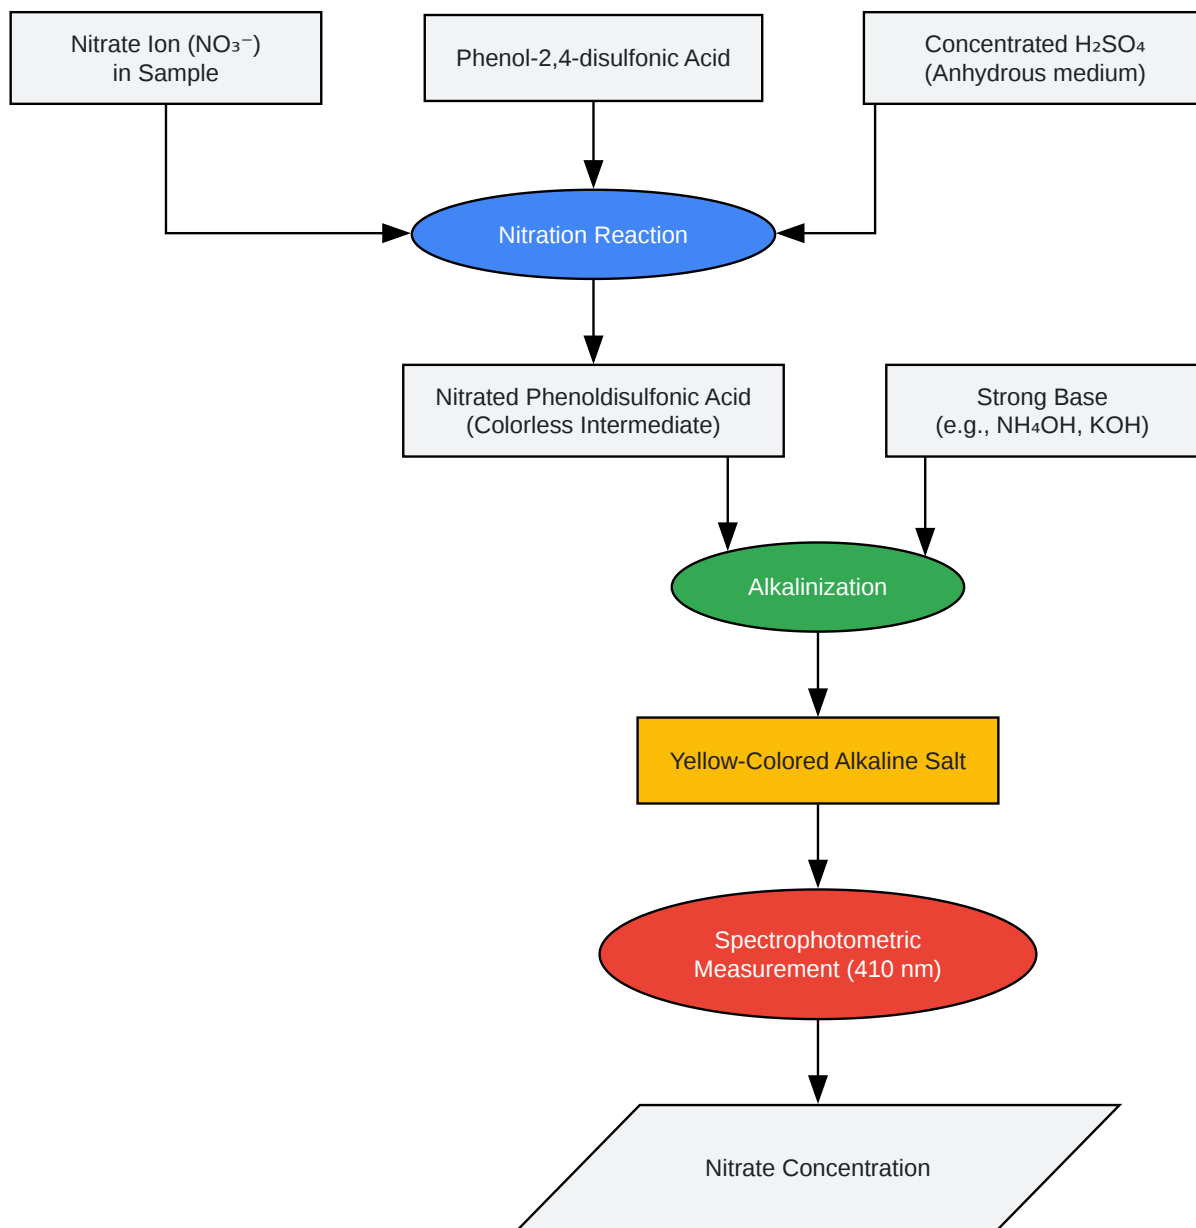 Nitrate Ion (NO₃⁻)
in Sample
Phenol-2,4-disulfonic Acid
Concentrated H₂SO₄
(Anhydrous medium)
Nitration Reaction
Nitrated Phenoldisulfonic Acid
(Colorless Intermediate)
Strong Base
(e.g., NH₄OH, KOH)
Alkalinization
Yellow-Colored Alkaline Salt
Spectrophotometric
Measurement (410 nm)
Nitrate Concentration